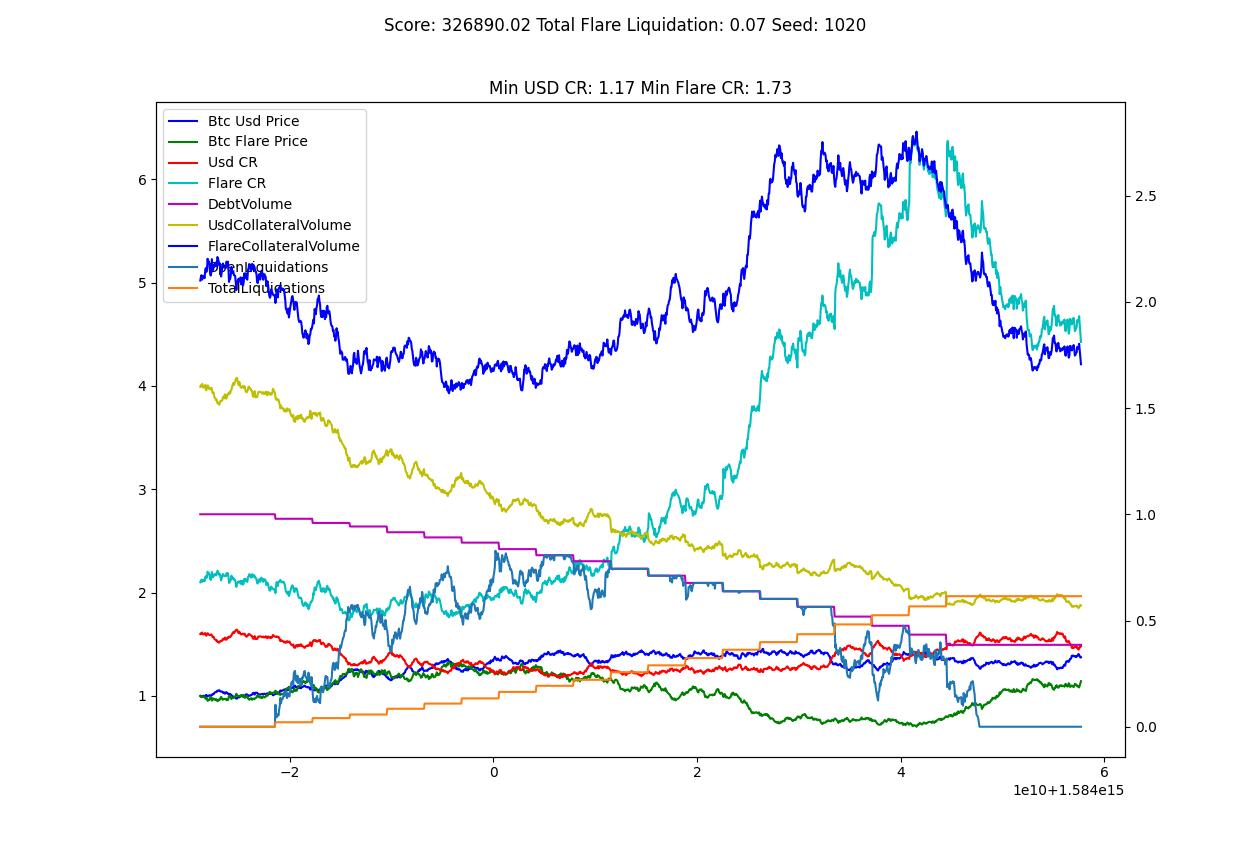 Score: 326890.02 Total Flare Liquidation: 0.07 Seed: 1020
Min USD CR: 1.17 Min Flare CR: 1.73
Btc Usd Price
Btc Flare Price
Usd CR
Flare CR
DebtVolume
UsdCollateralVolume
FlareCollateralVolume
OpenLiquidations
TotalLiquidations
6
5
4
3
2
1
2.5
2.0
1.5
1.0
0.5
0.0
−2
0
2
4
6
1e10+1.584e15